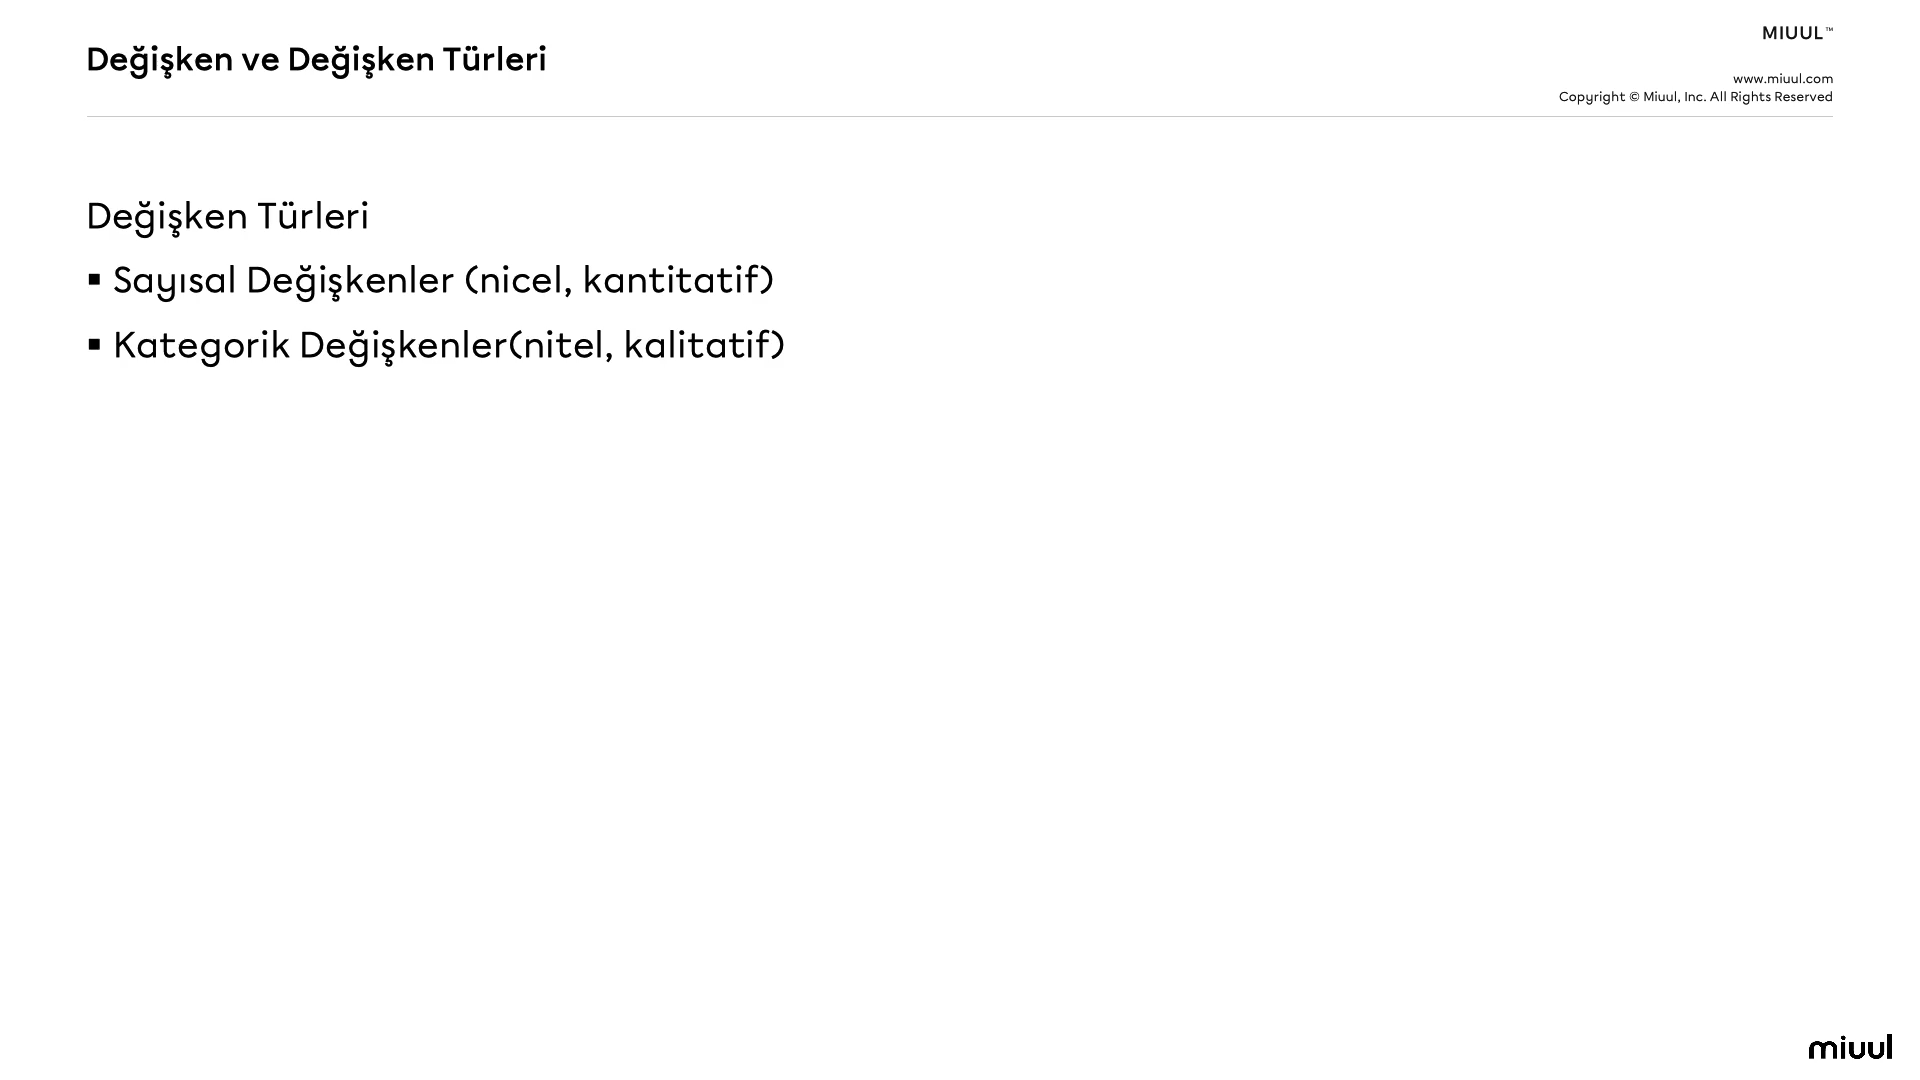 Değişken ve Değişken Türleri
MIUUL™
www.miuul.com
Copyright © Miuul, Inc. All Rights Reserved
Değişken Türleri
▪ Sayısal Değişkenler (nicel, kantitatif)
▪ Kategorik Değişkenler(nitel, kalitatif)
miuul